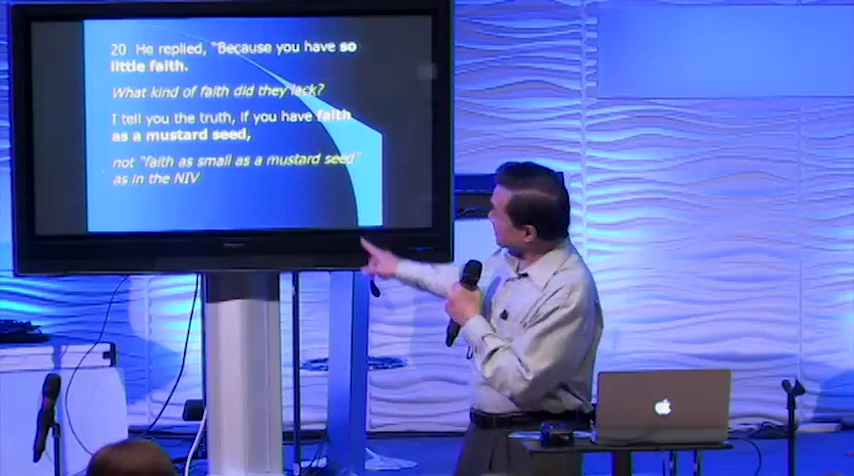 20 He replied, "Because you have so
little faith.
What kind of faith did they lack?
I tell you the truth, if you have faith
as a mustard seed,
not "faith as small as a mustard seed"
as in the NIV